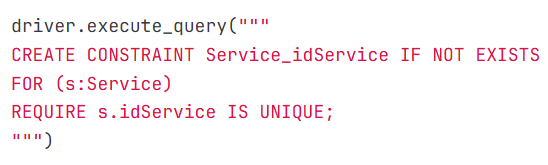 driver.execute_query("""
CREATE CONSTRAINT Service_idService IF NOT EXISTS
FOR (s:Service)
REQUIRE s.idService IS UNIQUE;
""")